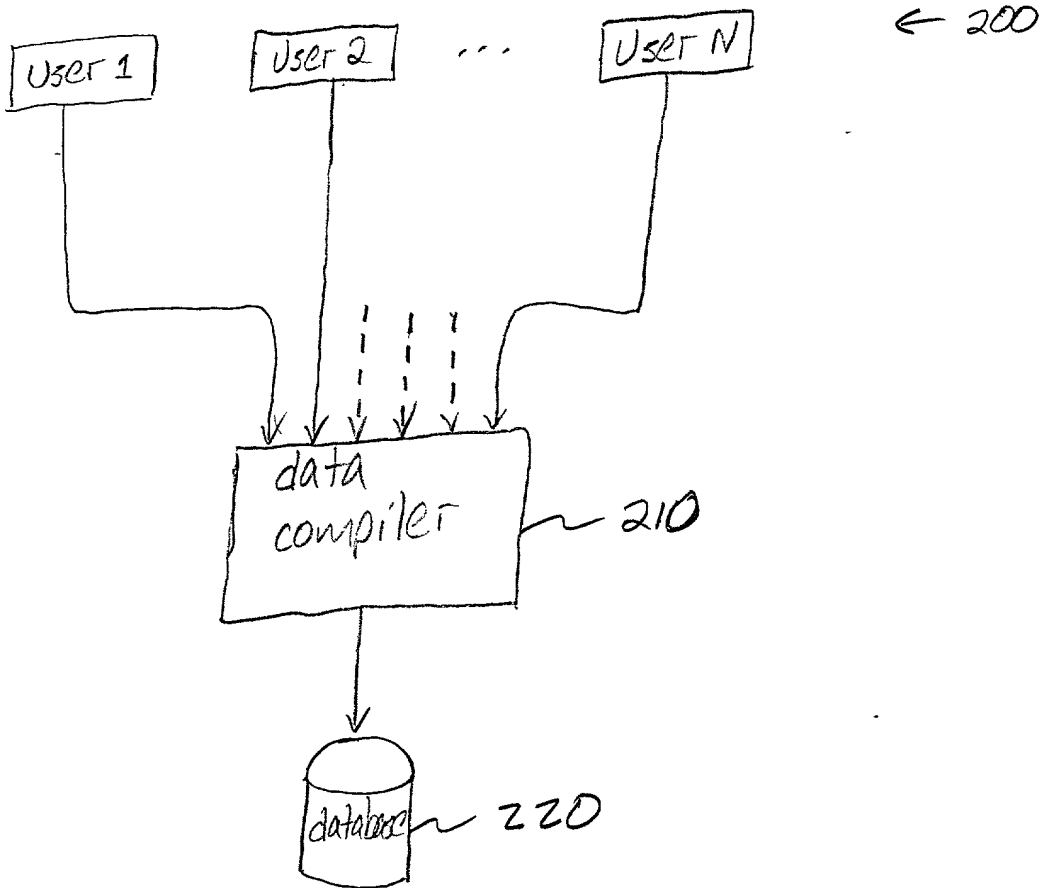 User 1
User 2
...
User N
← 200
data
compiler
210
database
220